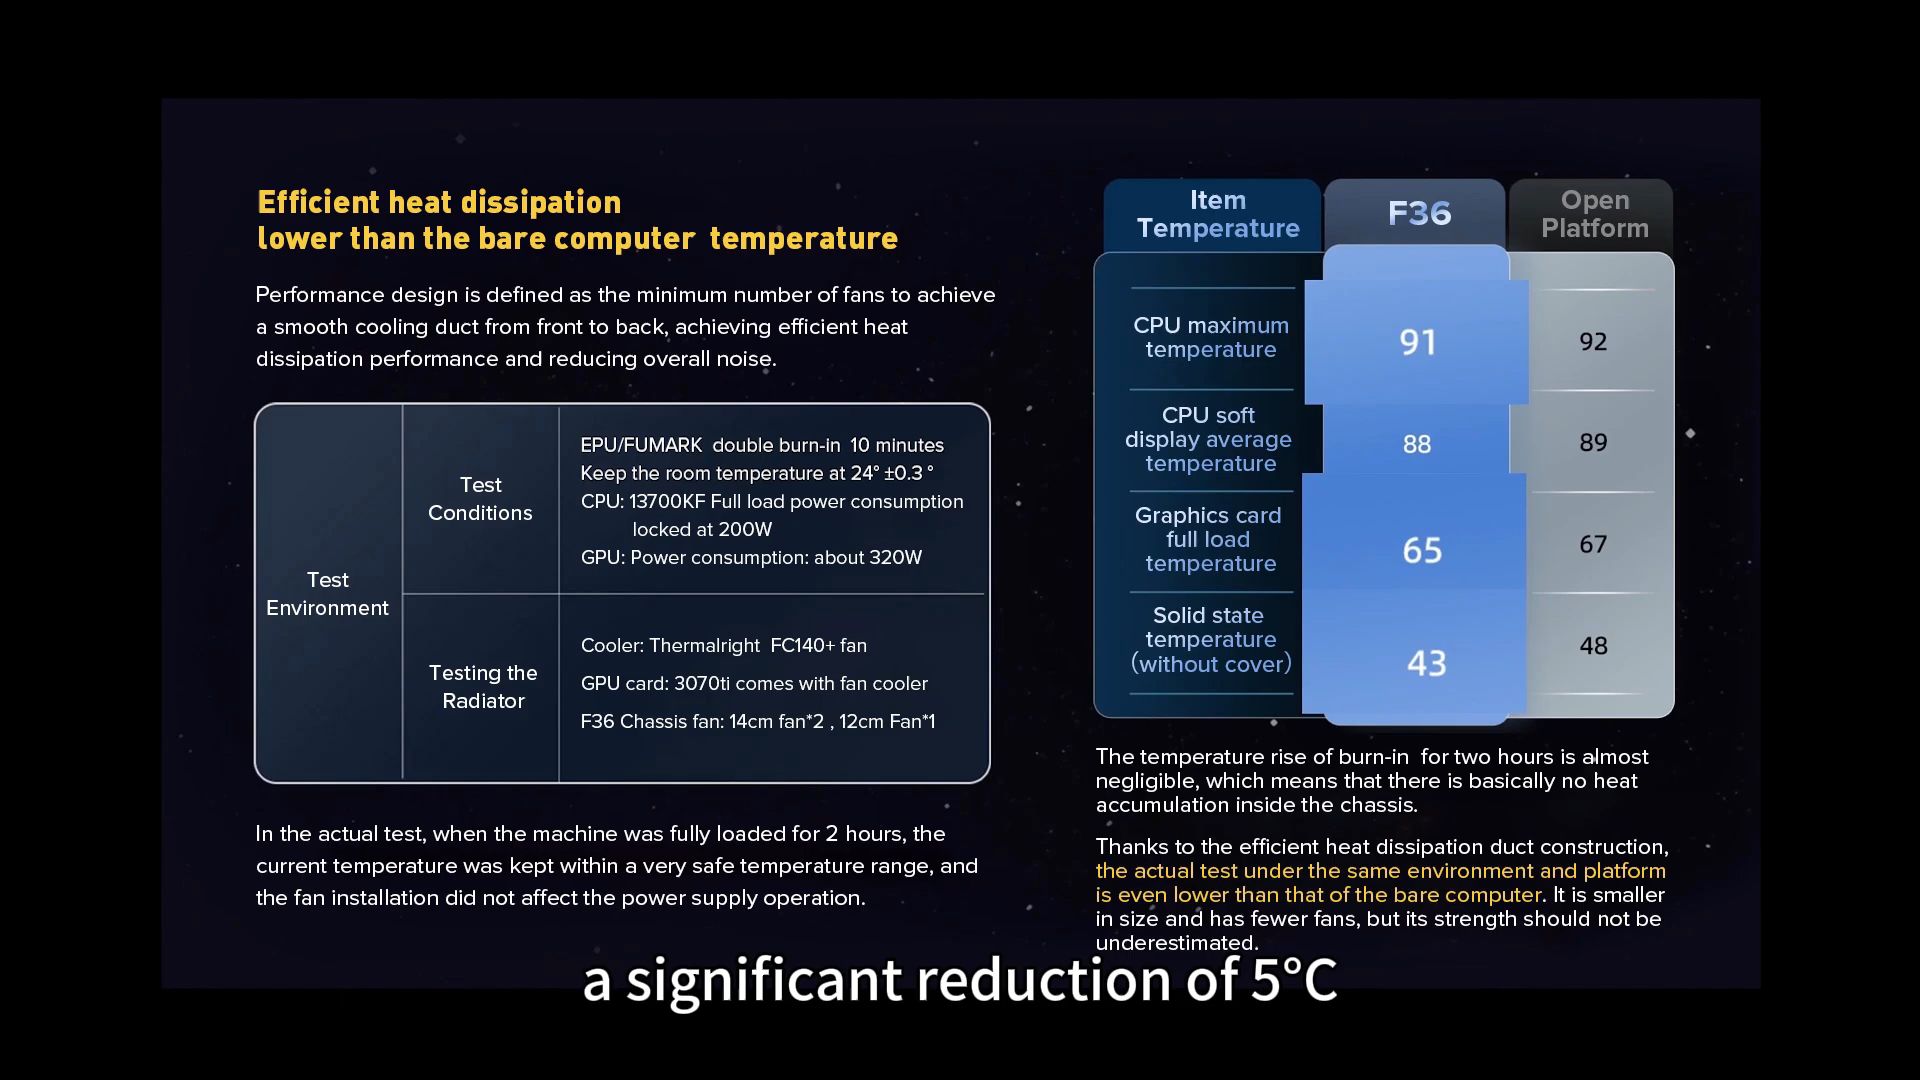 Efficient heat dissipation
lower than the bare computer temperature
Performance design is defined as the minimum number of fans to achieve
a smooth cooling duct from front to back, achieving efficient heat
dissipation performance and reducing overall noise.
Test
Environment
Test
Conditions
EPU/FUMARK double burn-in 10 minutes
Keep the room temperature at 24° ±0.3 °
CPU: 13700KF Full load power consumption
locked at 200W
GPU: Power consumption: about 320W
Testing the
Radiator
Cooler: Thermalright FC140+ fan
GPU card: 3070ti comes with fan cooler
F36 Chassis fan: 14cm fan*2 , 12cm Fan*1
In the actual test, when the machine was fully loaded for 2 hours, the
current temperature was kept within a very safe temperature range, and
the fan installation did not affect the power supply operation.
Item
Temperature
F36
Open
Platform
CPU maximum
temperature
91
92
CPU soft
display average
temperature
88
89
Graphics card
full load
temperature
65
67
Solid state
temperature
(without cover)
43
48
The temperature rise of burn-in for two hours is almost
negligible, which means that there is basically no heat
accumulation inside the chassis.
Thanks to the efficient heat dissipation duct construction,
the actual test under the same environment and platform
is even lower than that of the bare computer. It is smaller
in size and has fewer fans, but its strength should not be
underestimated.
a significant reduction of 5°C